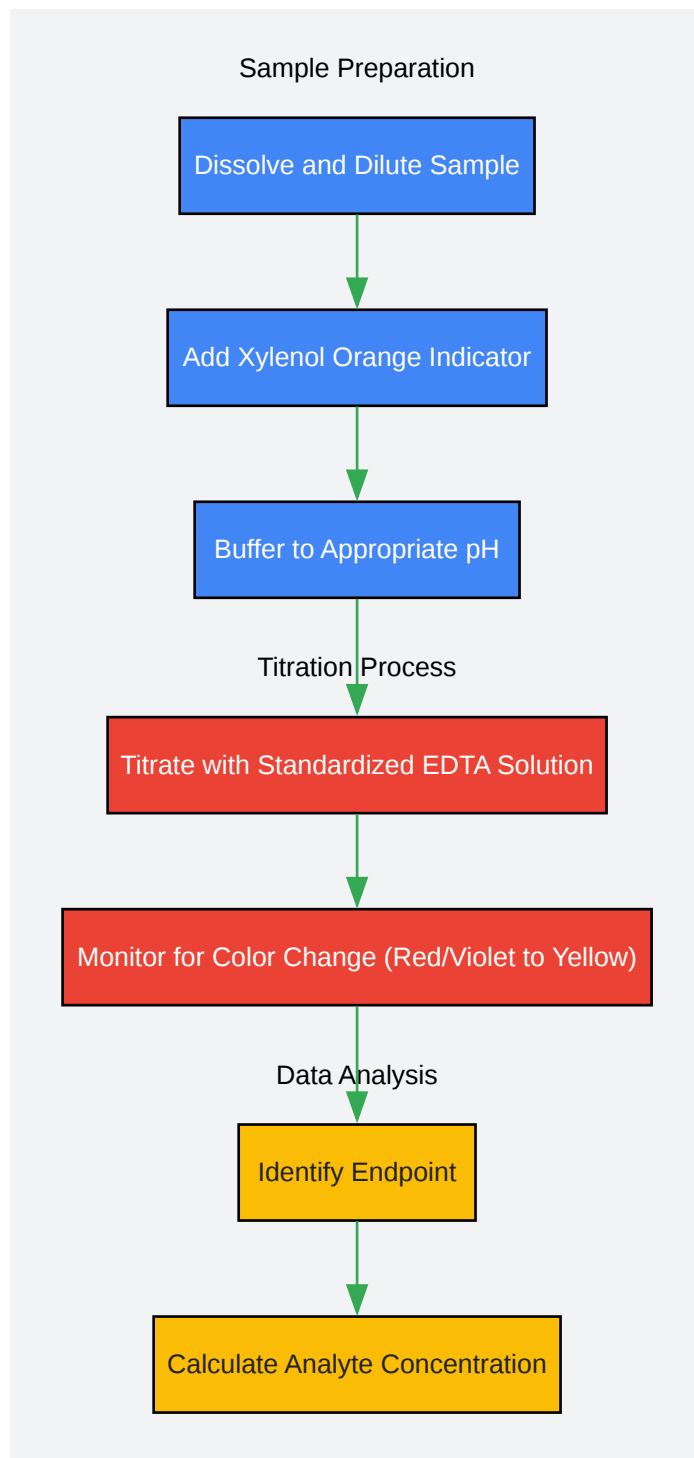 Sample Preparation
Dissolve and Dilute Sample
Add Xylenol Orange Indicator
Buffer to Appropriate pH
Titration Process
Titrate with Standardized EDTA Solution
Monitor for Color Change (Red/Violet to Yellow)
Data Analysis
Identify Endpoint
Calculate Analyte Concentration